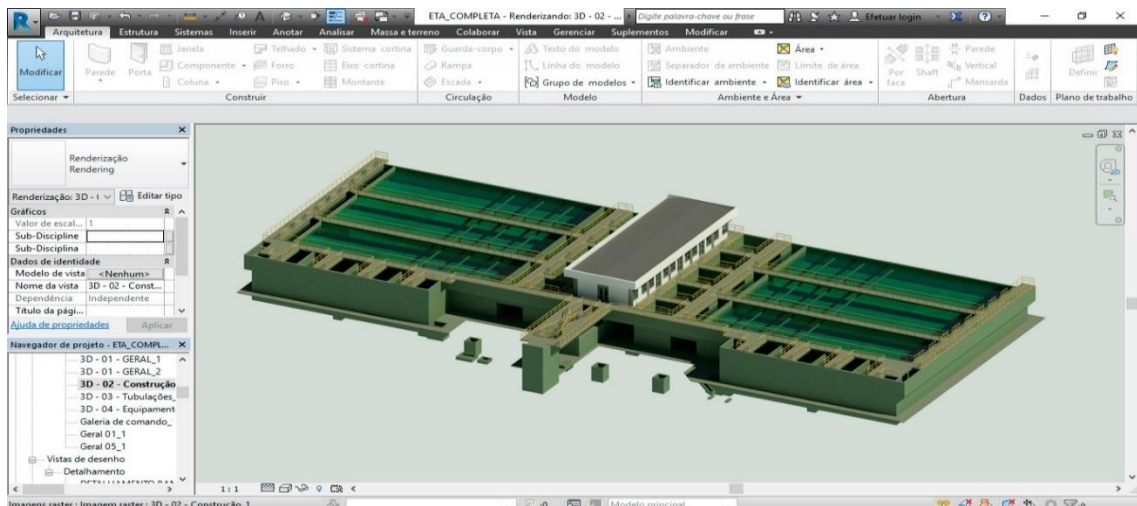 ETA_COMPLETA - Renderizando: 3D - 02 - ...
Digite palavra-chave ou frase
Efetuar login
Arquitetura Estrutura Sistemas Inserir Anotar Analisar Massa e terreno Colaborar Vista Gerenciar Suplementos Modificar
Modificar
Parede
Porta
Janela
Componente
Coluna
Telhado
Forro
Piso
Sistema cortina
Eixo cortina
Montante
Guarda-corpo
Rampa
Escada
Texto do modelo
Linha do modelo
Grupo de modelos
Ambiente
Separador de ambiente
Identificar ambiente
Área
Limite de área
Identificar área
Por face
Shaft
Parede
Vertical
Mansarda
Definir
Selecionar
Construir
Circulação
Modelo
Ambiente e Área
Abertura
Dados
Plano de trabalho
Propriedades
Renderização
Rendering
Renderização: 3D - (
Editar tipo
Gráficos
Valor de escal... 1
Sub-Discipline
Sub-Disciplina
Dados de identidade
Modelo de vista <Nenhum>
Nome da vista 3D - 02 - Const...
Dependência Independente
Título da pági...
Ajuda de propriedades Aplicar
Navegador de projeto - ETA_COMPL...
3D - 01 - GERAL_1
3D - 01 - GERAL_2
3D - 02 - Construção
3D - 03 - Tubulações_
3D - 04 - Equipament
Galeria de comando_
Geral 01_1
Geral 05_1
Vistas de desenho
Detalhamento
1 : 1
Imagens raster : Imagem raster : 3D - 02 - Construção_1
:0
Modelo principal
:0